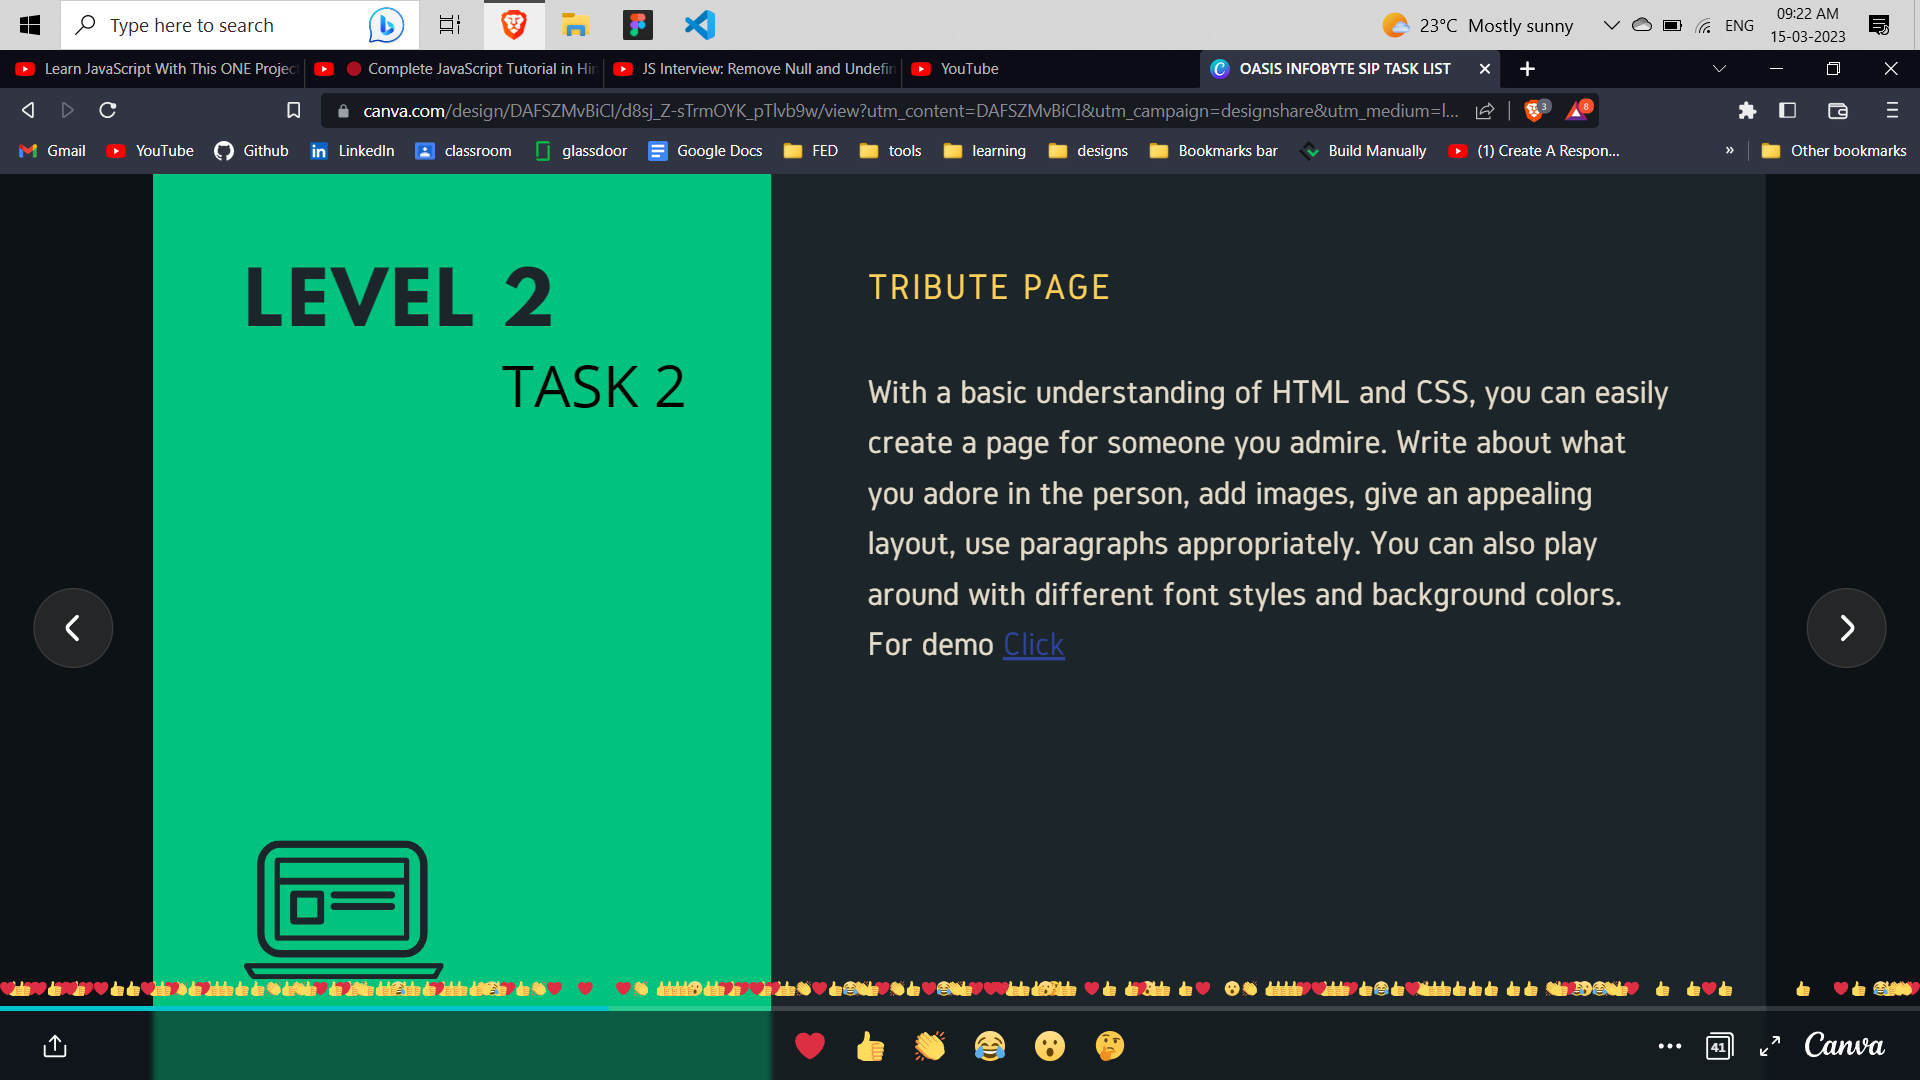 Type here to search
23°C Mostly sunny
ENG
09:22 AM
15-03-2023
Learn JavaScript With This ONE Project
Complete JavaScript Tutorial in Hin
JS Interview: Remove Null and Undefin
YouTube
OASIS INFOBYTE SIP TASK LIST
canva.com/design/DAFSZMvBiCI/d8sj_Z-sTrmOYK_pTlvb9w/view?utm_content=DAFSZMvBiCI&utm_campaign=designshare&utm_medium=l...
3
8
Gmail
YouTube
Github
LinkedIn
classroom
glassdoor
Google Docs
FED
tools
learning
designs
Bookmarks bar
Build Manually
(1) Create A Respon...
»
Other bookmarks
LEVEL 2
TASK 2
TRIBUTE PAGE
With a basic understanding of HTML and CSS, you can easily
create a page for someone you admire. Write about what
you adore in the person, add images, give an appealing
layout, use paragraphs appropriately. You can also play
around with different font styles and background colors.
For demo Click
41
Canva